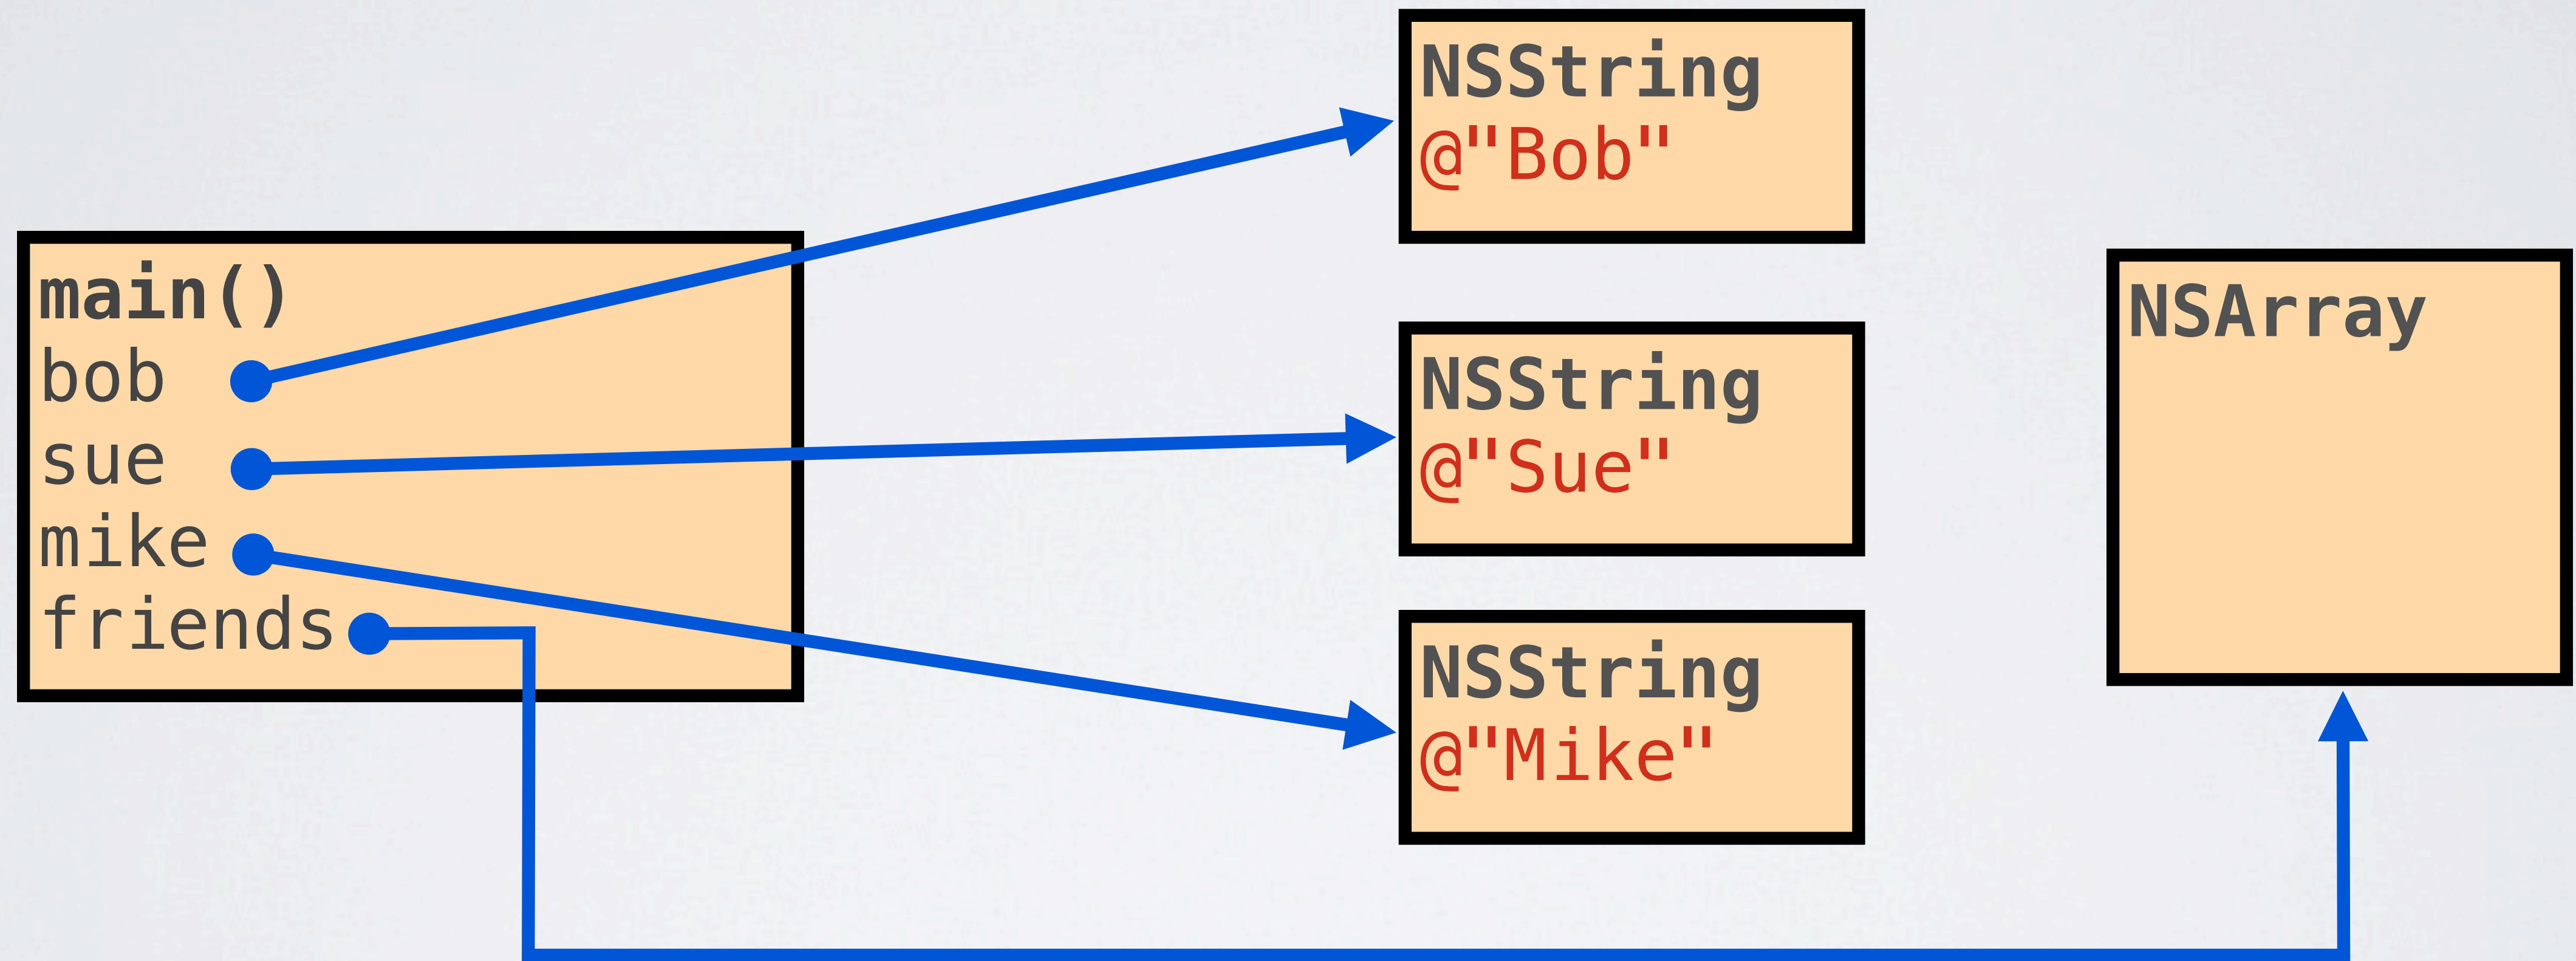 main()
bob
sue
mike
friends
NSString
@"Bob"
NSString
@"Sue"
NSString
@"Mike"
NSArray